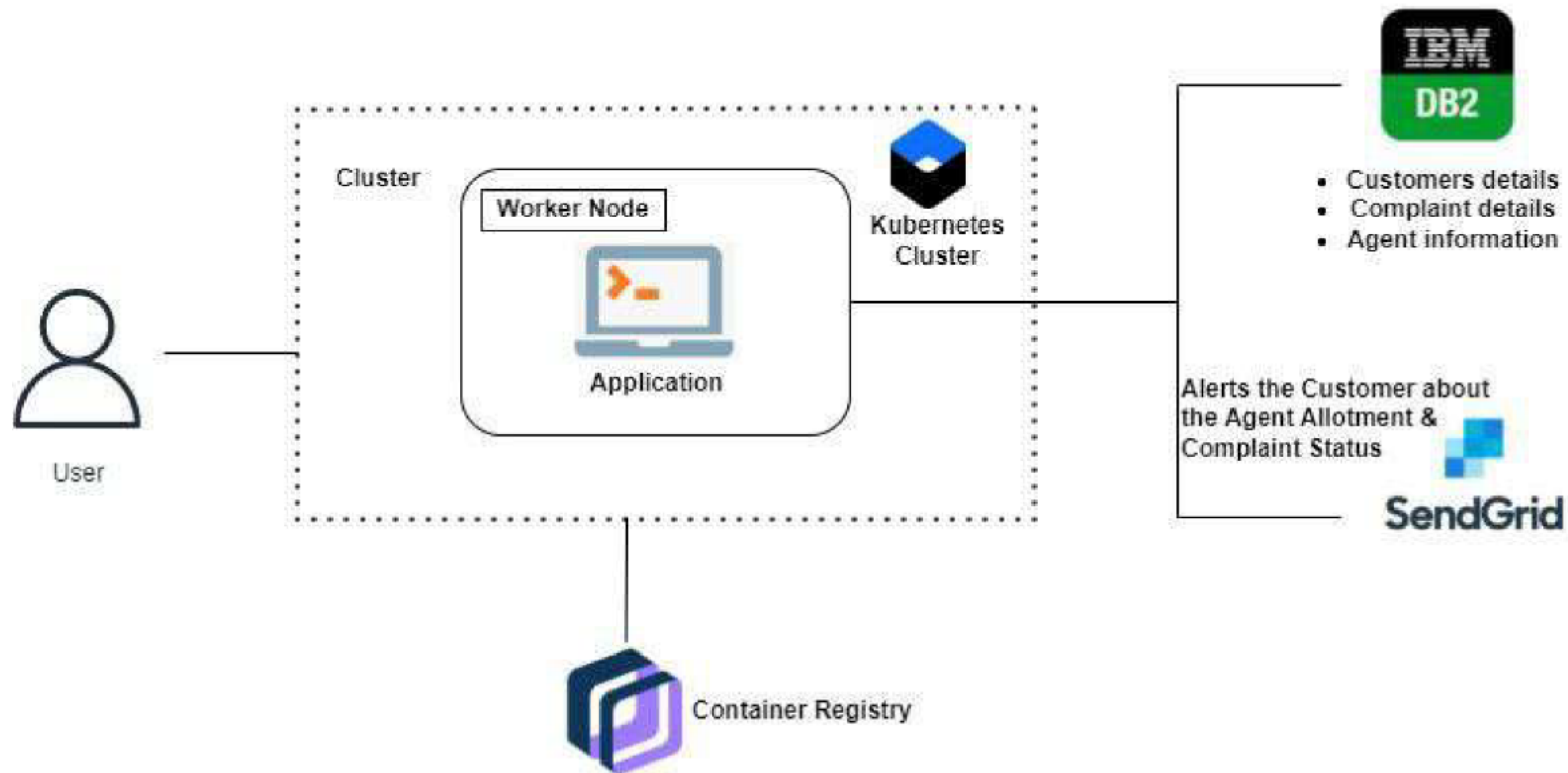 IBM
DB2
Cluster
Worker Node
Kubernetes
Cluster
• Customers details
• Complaint details
• Agent information
Application
User
Alerts the Customer about
the Agent Allotment &
Complaint Status
SendGrid
Container Registry